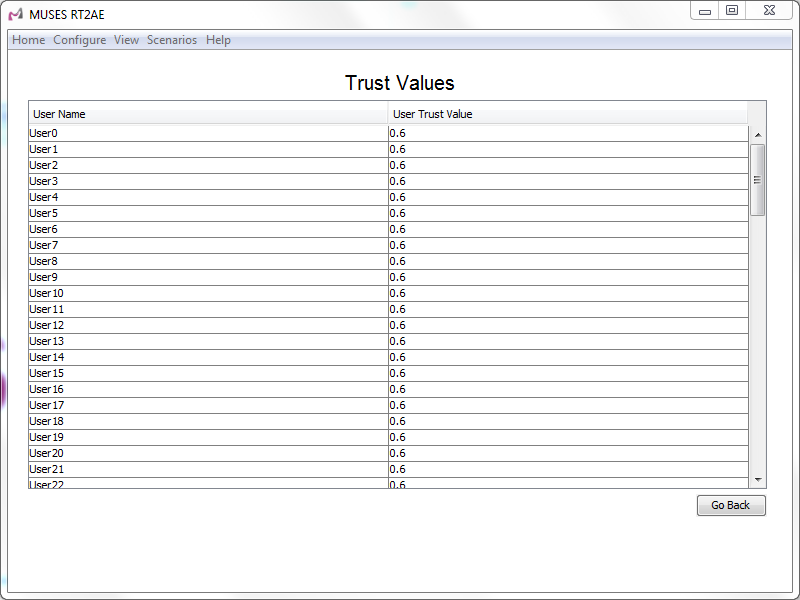 MUSES RT2AE
Home Configure View Scenarios Help
Trust Values
User Name User Trust Value
User0 0.6
User1 0.6
User2 0.6
User3 0.6
User4 0.6
User5 0.6
User6 0.6
User7 0.6
User8 0.6
User9 0.6
User10 0.6
User11 0.6
User12 0.6
User13 0.6
User14 0.6
User15 0.6
User16 0.6
User17 0.6
User18 0.6
User19 0.6
User20 0.6
User21 0.6
User22 0.6
Go Back